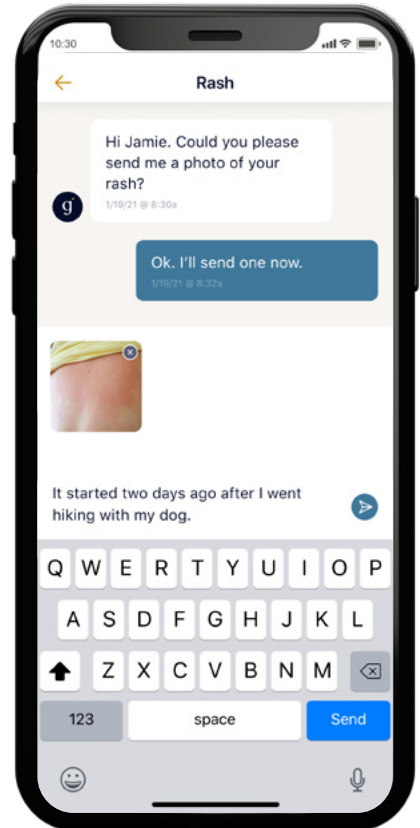 10:30
Rash
Hi Jamie. Could you please
send me a photo of your
rash?
g
1/19/21 @ 8:30a
Ok. I'll send one now.
1/19/21 @ 8:32a
It started two days ago after I went
hiking with my dog.
Q W E R T Y U I O P
A S D F G H J K L
Z X C V B N M
123 space Send